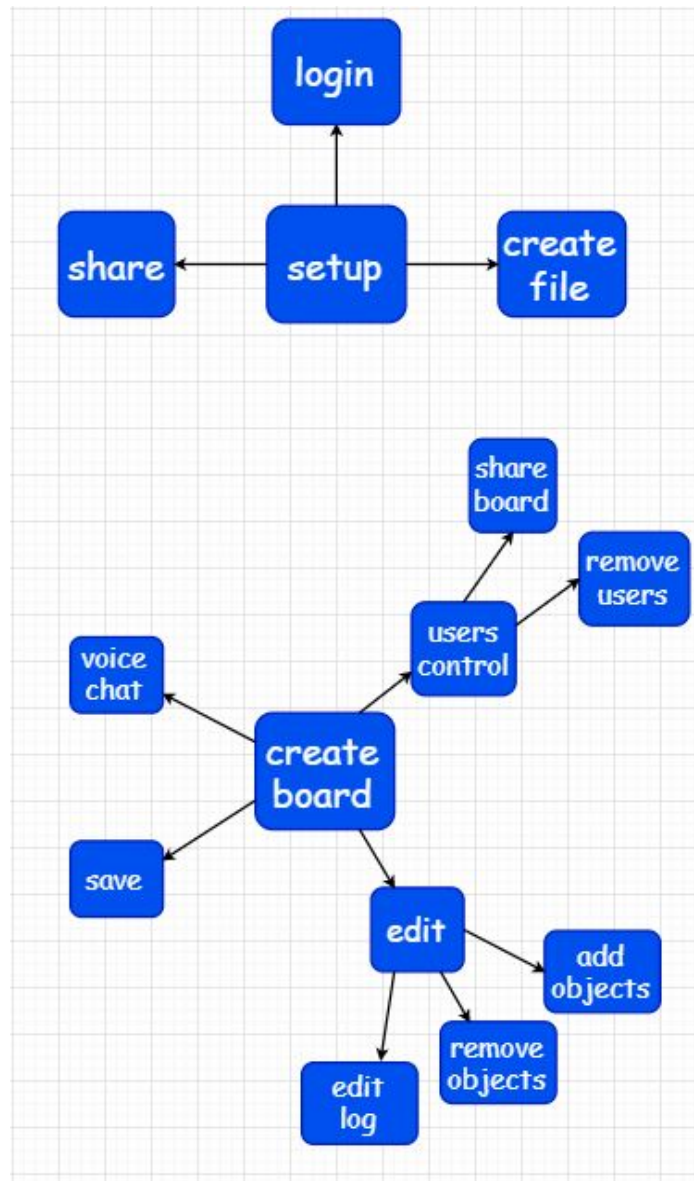 login
share
setup
create
file
share
board
remove
users
users
control
voice
chat
create
board
save
edit
add
objects
remove
objects
edit
log